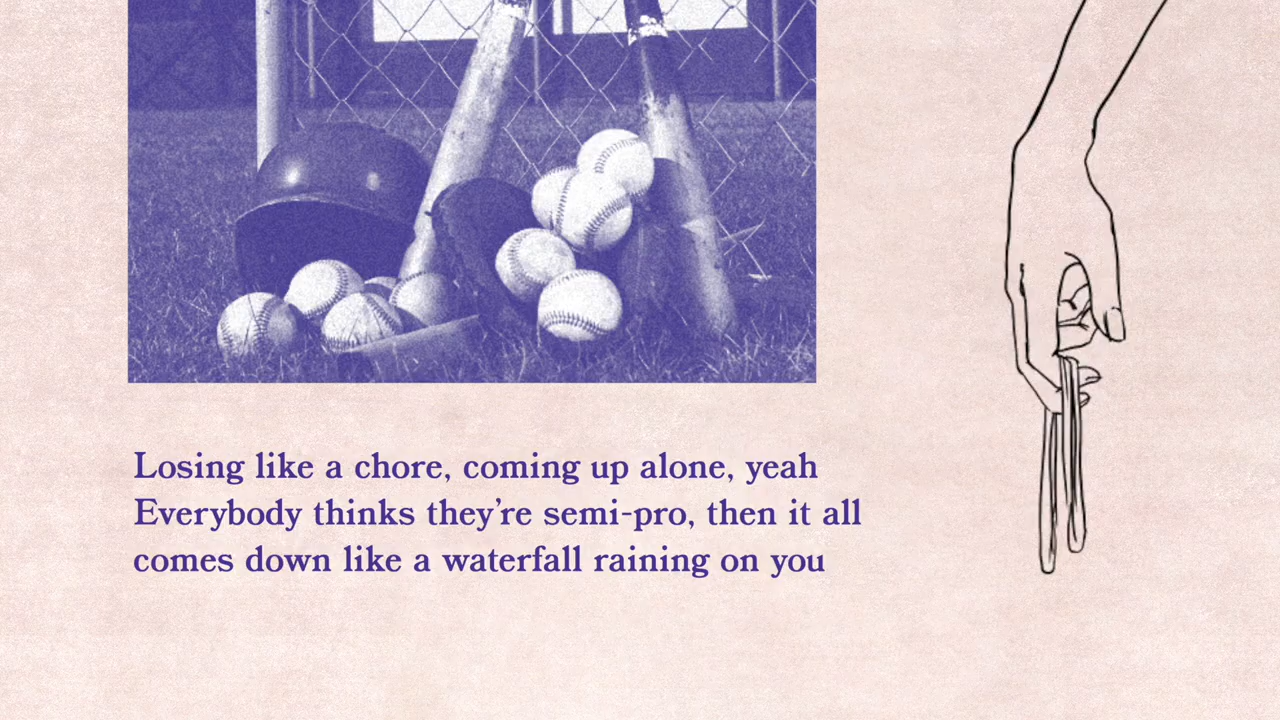 Losing like a chore, coming up alone, yeah
Everybody thinks they’re semi-pro, then it all
comes down like a waterfall raining on you